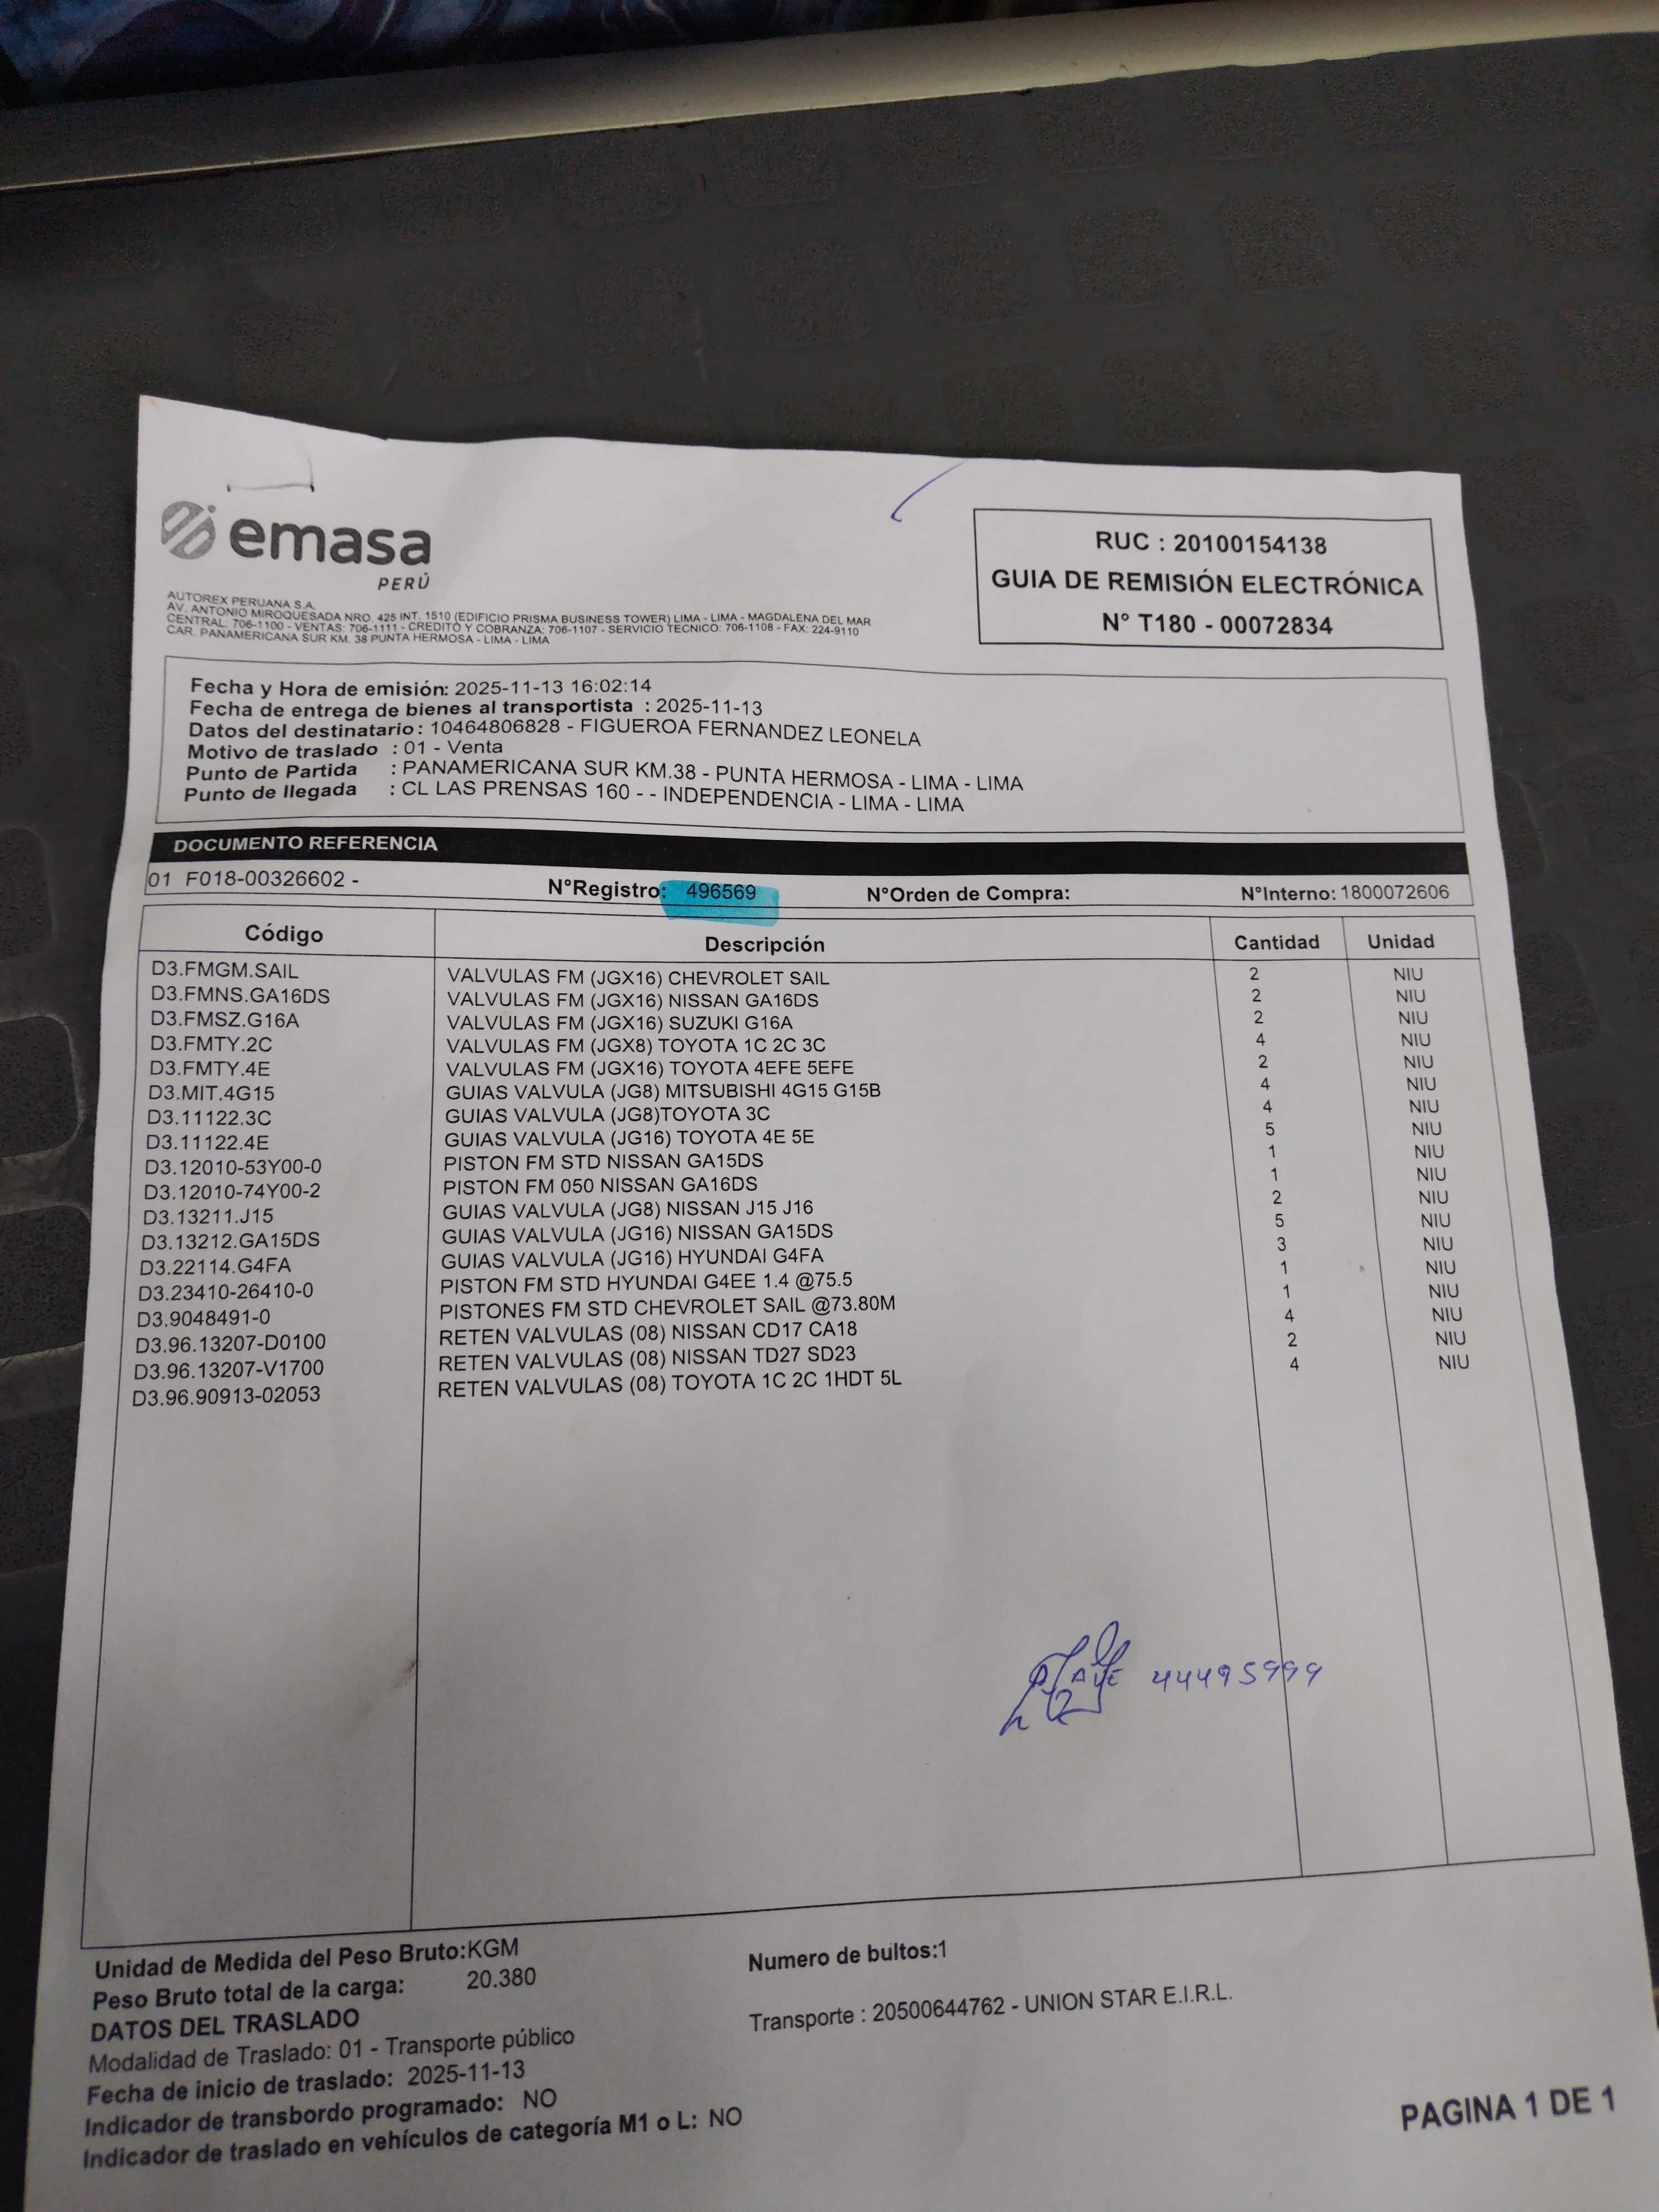 emasa
PERÚ
AUTOREX PERUANA S.A.
AV. ANTONIO MIROQUESADA NRO. 425 INT. 1510 (EDIFICIO PRISMA BUSINESS TOWER) LIMA - LIMA - MAGDALENA DEL MAR
CENTRAL: 706-1100 - VENTAS: 706-1111 - CREDITO Y COBRANZA: 706-1107 - SERVICIO TECNICO: 706-1108 - FAX: 224-9110
CAR. PANAMERICANA SUR KM. 38 PUNTA HERMOSA - LIMA - LIMA
RUC : 20100154138
GUIA DE REMISIÓN ELECTRÓNICA
N° T180 - 00072834
Fecha y Hora de emisión: 2025-11-13 16:02:14
Fecha de entrega de bienes al transportista : 2025-11-13
Datos del destinatario: 10464806828 - FIGUEROA FERNANDEZ LEONELA
Motivo de traslado : 01 - Venta
Punto de Partida : PANAMERICANA SUR KM.38 - PUNTA HERMOSA - LIMA - LIMA
Punto de llegada : CL LAS PRENSAS 160 - - INDEPENDENCIA - LIMA - LIMA
DOCUMENTO REFERENCIA
01 F018-00326602 - N°Registro: 496569 N°Orden de Compra: N°Interno: 1800072606
Código Descripción Cantidad Unidad
D3.FMGM.SAIL VALVULAS FM (JGX16) CHEVROLET SAIL 2 NIU
D3.FMNS.GA16DS VALVULAS FM (JGX16) NISSAN GA16DS 2 NIU
D3.FMSZ.G16A VALVULAS FM (JGX16) SUZUKI G16A 2 NIU
D3.FMTY.2C VALVULAS FM (JGX8) TOYOTA 1C 2C 3C 4 NIU
D3.FMTY.4E VALVULAS FM (JGX16) TOYOTA 4EFE 5EFE 2 NIU
D3.MIT.4G15 GUIAS VALVULA (JG8) MITSUBISHI 4G15 G15B 4 NIU
D3.11122.3C GUIAS VALVULA (JG8)TOYOTA 3C 4 NIU
D3.11122.4E GUIAS VALVULA (JG16) TOYOTA 4E 5E 5 NIU
D3.12010-53Y00-0 PISTON FM STD NISSAN GA15DS 1 NIU
D3.12010-74Y00-2 PISTON FM 050 NISSAN GA16DS 1 NIU
D3.13211.J15 GUIAS VALVULA (JG8) NISSAN J15 J16 2 NIU
D3.13212.GA15DS GUIAS VALVULA (JG16) NISSAN GA15DS 5 NIU
D3.22114.G4FA GUIAS VALVULA (JG16) HYUNDAI G4FA 3 NIU
D3.23410-26410-0 PISTON FM STD HYUNDAI G4EE 1.4 @75.5 1 NIU
D3.9048491-0 PISTONES FM STD CHEVROLET SAIL @73.80M 1 NIU
D3.96.13207-D0100 RETEN VALVULAS (08) NISSAN CD17 CA18 4 NIU
D3.96.13207-V1700 RETEN VALVULAS (08) NISSAN TD27 SD23 2 NIU
D3.96.90913-02053 RETEN VALVULAS (08) TOYOTA 1C 2C 1HDT 5L 4 NIU
44495999
Unidad de Medida del Peso Bruto:KGM Numero de bultos:1
Peso Bruto total de la carga: 20.380
DATOS DEL TRASLADO Transporte : 20500644762 - UNION STAR E.I.R.L.
Modalidad de Traslado: 01 - Transporte público
Fecha de inicio de traslado: 2025-11-13
Indicador de transbordo programado: NO
Indicador de traslado en vehículos de categoría M1 o L: NO
PAGINA 1 DE 1